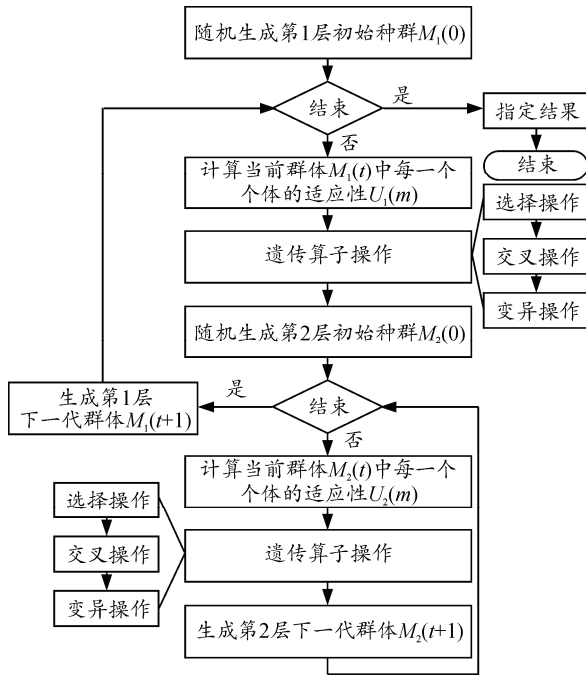 随机生成第1层初始种群M₁(0)
结束
是
指定结果
否
结束
计算当前群体M₁(t)中每一个
个体的适应性U₁(m)
选择操作
遗传算子操作
交叉操作
变异操作
随机生成第2层初始种群M₂(0)
生成第1层
下一代群体M₁(t+1)
是
结束
否
计算当前群体M₂(t)中每一个
个体的适应性U₂(m)
选择操作
交叉操作
遗传算子操作
变异操作
生成第2层下一代群体M₂(t+1)